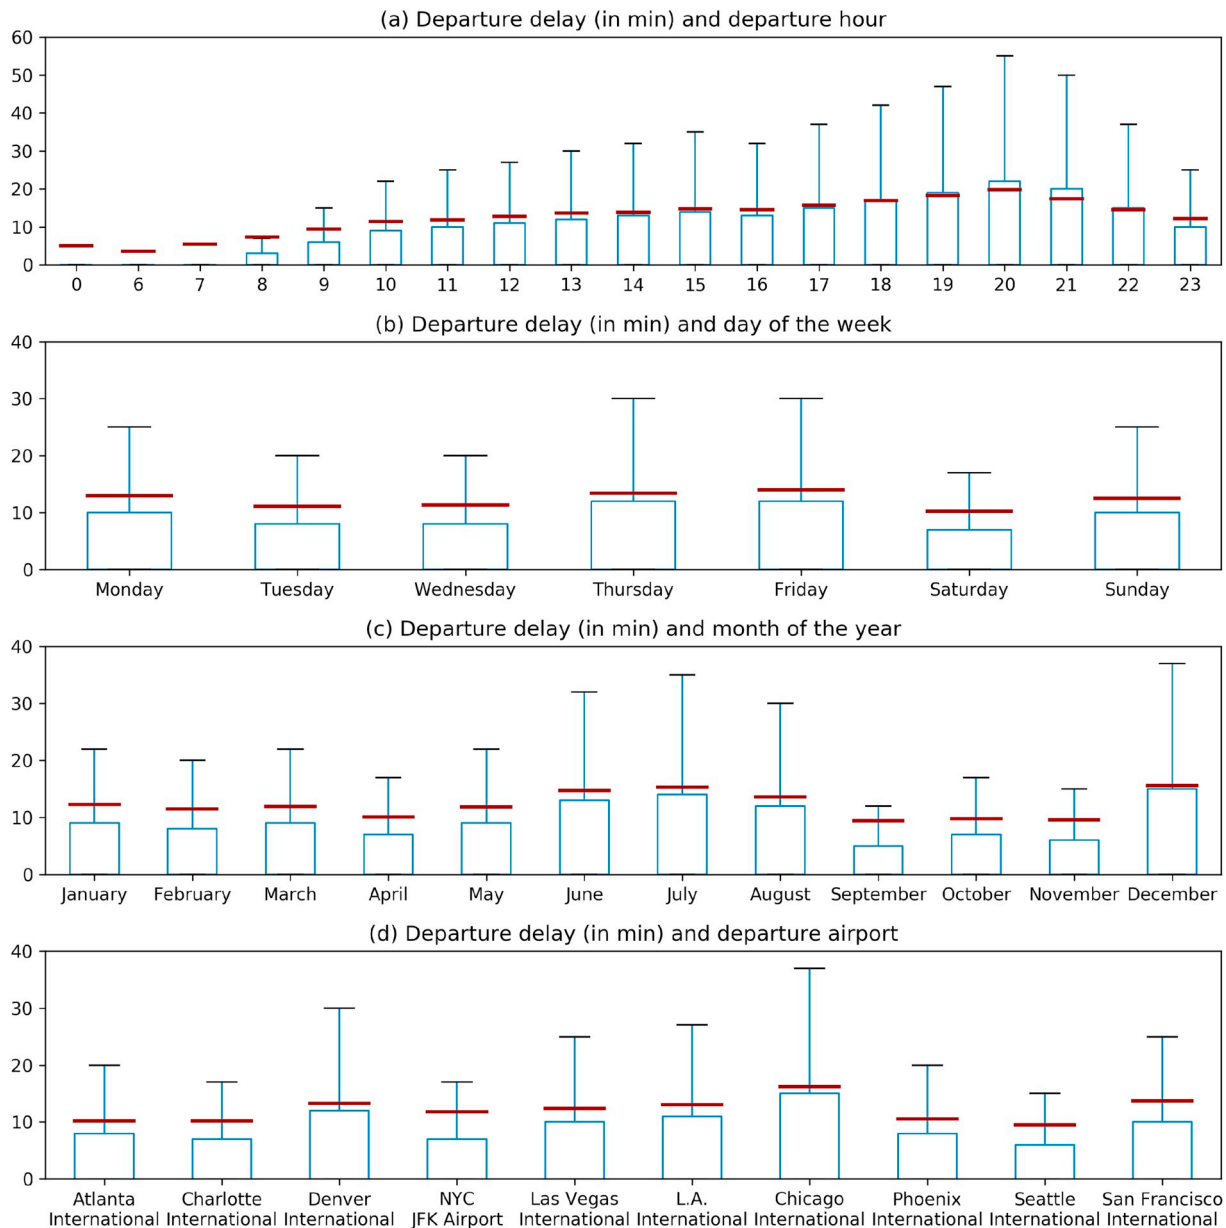 (a) Departure delay (in min) and departure hour
60
50
40
30
20
10
0
0 6 7 8 9 10 11 12 13 14 15 16 17 18 19 20 21 22 23
(b) Departure delay (in min) and day of the week
40
30
20
10
0
Monday Tuesday Wednesday Thursday Friday Saturday Sunday
(c) Departure delay (in min) and month of the year
40
30
20
10
0
January February March April May June July August September October November December
(d) Departure delay (in min) and departure airport
40
30
20
10
0
Atlanta Charlotte Denver NYC Las Vegas L.A. Chicago Phoenix Seattle San Francisco
International International International JFK Airport International International International International International International